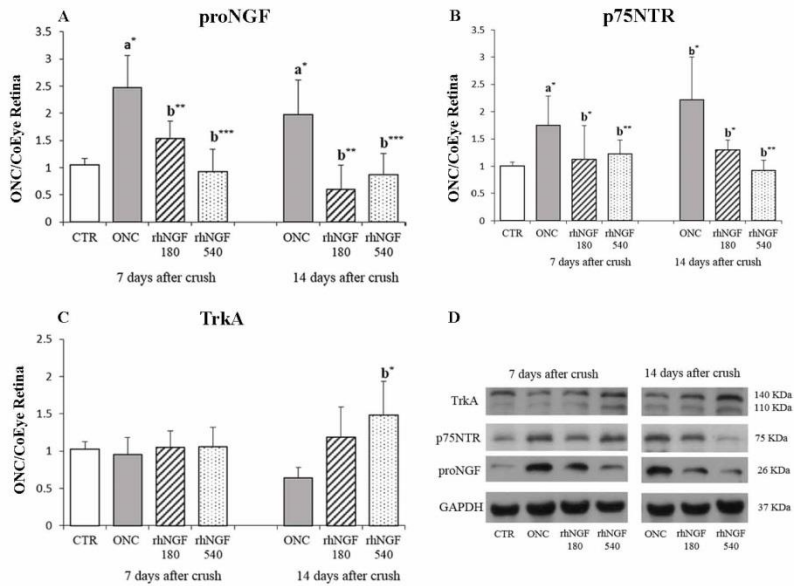 A
proNGF
ONC/CoEye Retina
3.5
3
2.5
2
1.5
1
0.5
0
a*
b**
b***
a*
b**
b***
CTR ONC rhNGF 180 rhNGF 540 ONC rhNGF 180 rhNGF 540
7 days after crush 14 days after crush
B
p75NTR
ONC/CoEye Retina
3.5
3
2.5
2
1.5
1
0.5
0
a*
b*
b**
b*
b*
b**
CTR ONC rhNGF 180 rhNGF 540 ONC rhNGF 180 rhNGF 540
7 days after crush 14 days after crush
C
TrkA
ONC/CoEye Retina
2.5
2
1.5
1
0.5
0
b*
CTR ONC rhNGF 180 rhNGF 540 ONC rhNGF 180 rhNGF 540
7 days after crush 14 days after crush
D
7 days after crush 14 days after crush
TrkA 140 KDa
110 KDa
p75NTR 75 KDa
proNGF 26 KDa
GAPDH 37 KDa
CTR ONC rhNGF 180 rhNGF 540 ONC rhNGF 180 rhNGF 540